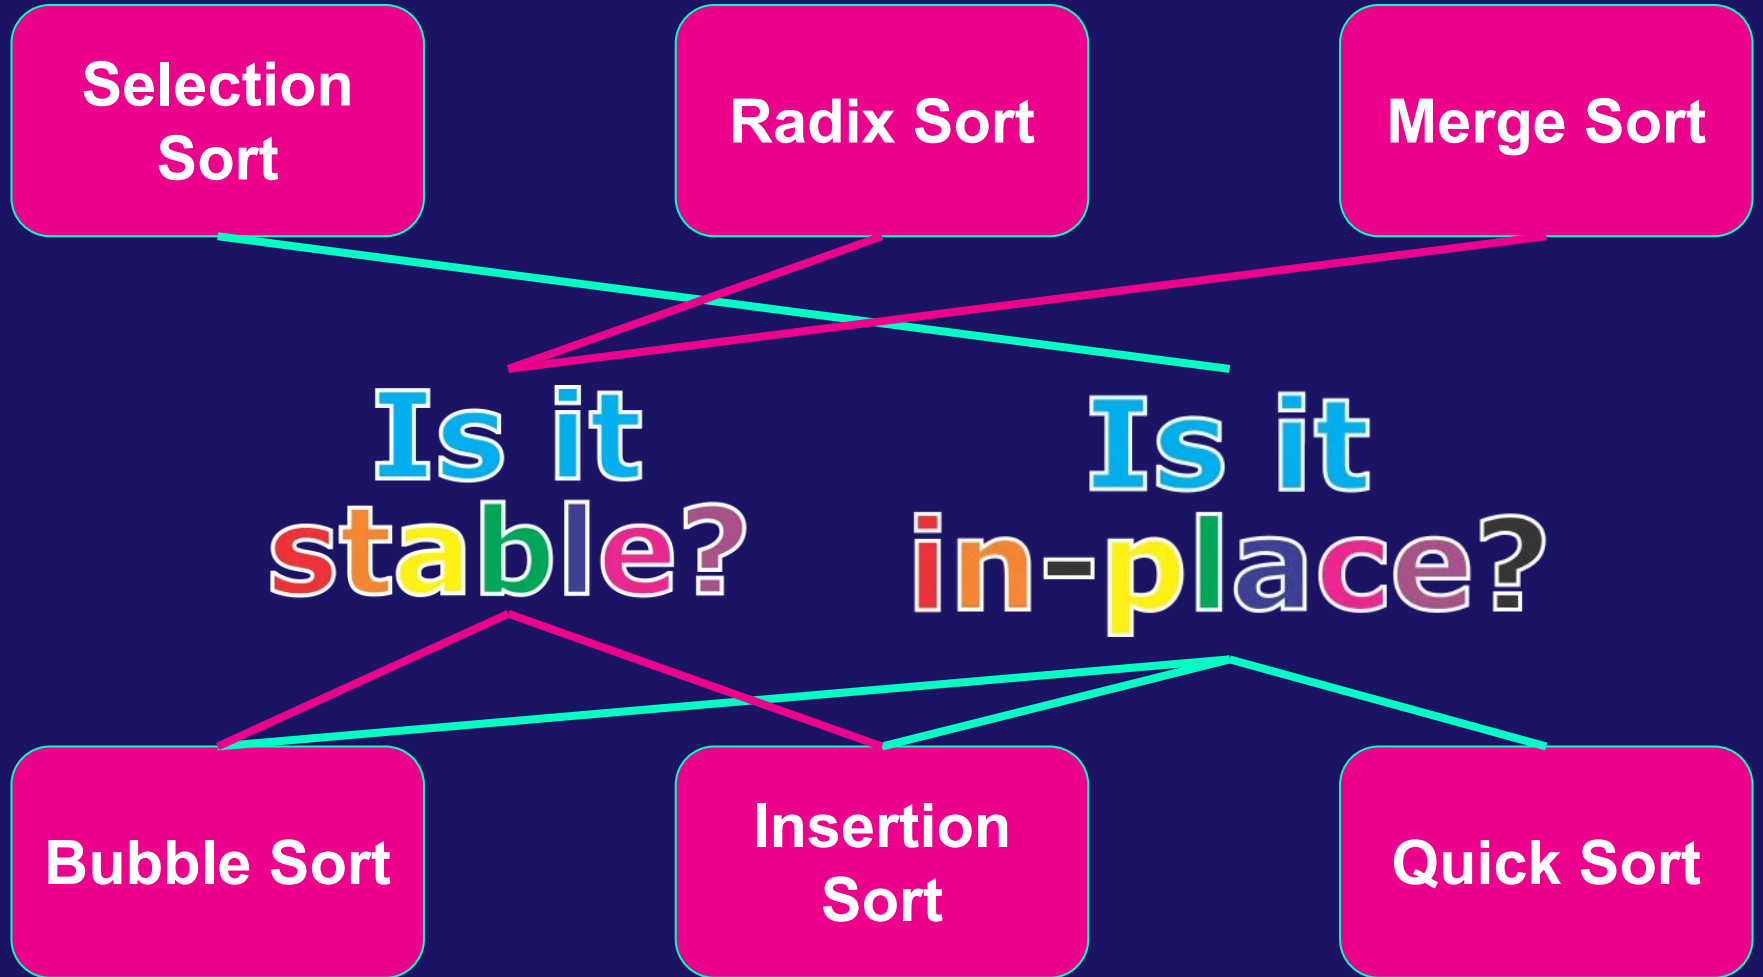 Selection
Sort
Radix Sort
Merge Sort
Is it
stable?
Is it
in-place?
Bubble Sort
Insertion
Sort
Quick Sort